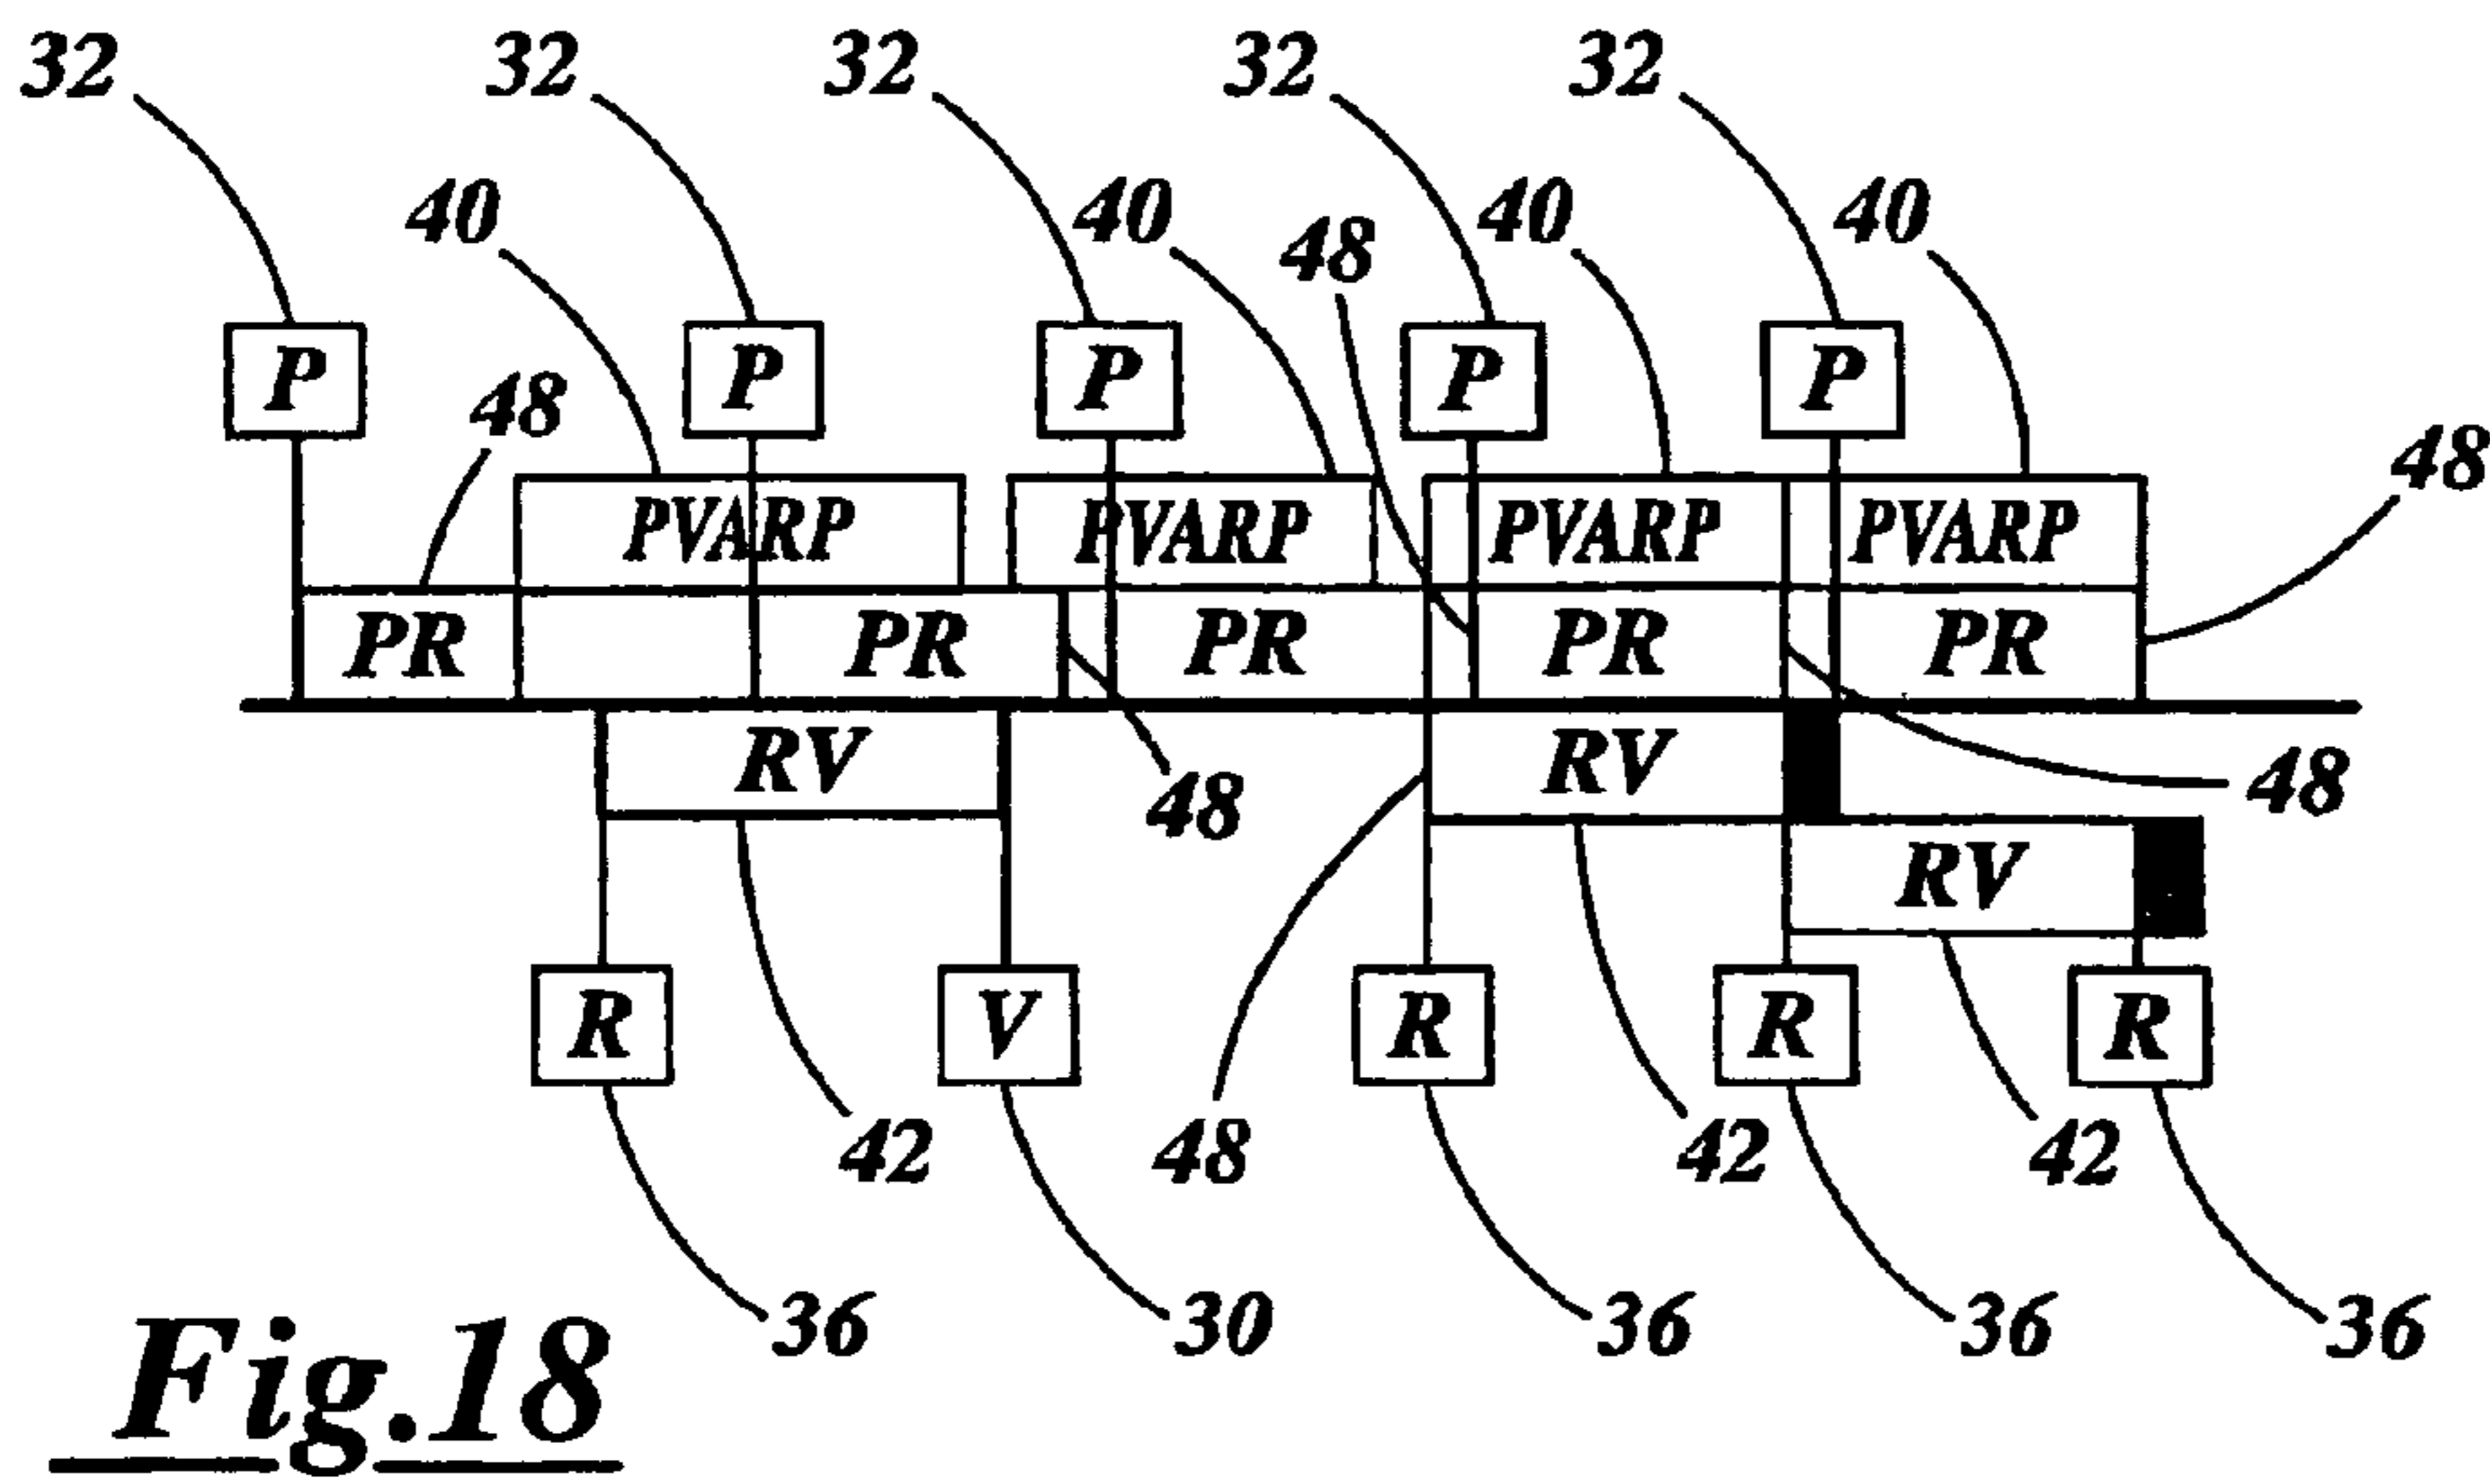 32 32 32 32 32
40 40 48 40 40
P P P P P
48 48
PVARP PVARP PVARP PVARP
PR PR PR PR PR
RV RV
48 48
RV
R V R R R
42 48 42 42
36 30 36 36 36
Fig.18